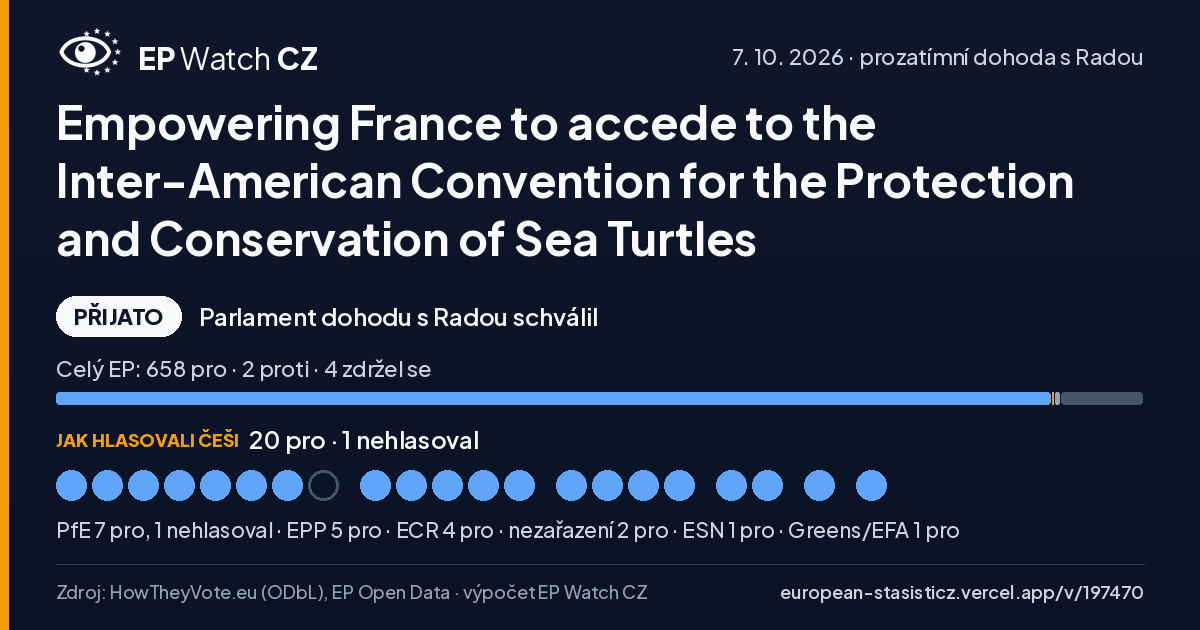 EP Watch CZ
7. 10. 2026 · prozatímní dohoda s Radou
Empowering France to accede to the
Inter-American Convention for the Protection
and Conservation of Sea Turtles
PŘIJATO
Parlament dohodu s Radou schválil
Celý EP: 658 pro · 2 proti · 4 zdržel se
JAK HLASOVALI ČEŠI 20 pro · 1 nehlasoval
PfE 7 pro, 1 nehlasoval · EPP 5 pro · ECR 4 pro · nezařazení 2 pro · ESN 1 pro · Greens/EFA 1 pro
Zdroj: HowTheyVote.eu (ODbL), EP Open Data · výpočet EP Watch CZ
european-stasisticz.vercel.app/v/197470